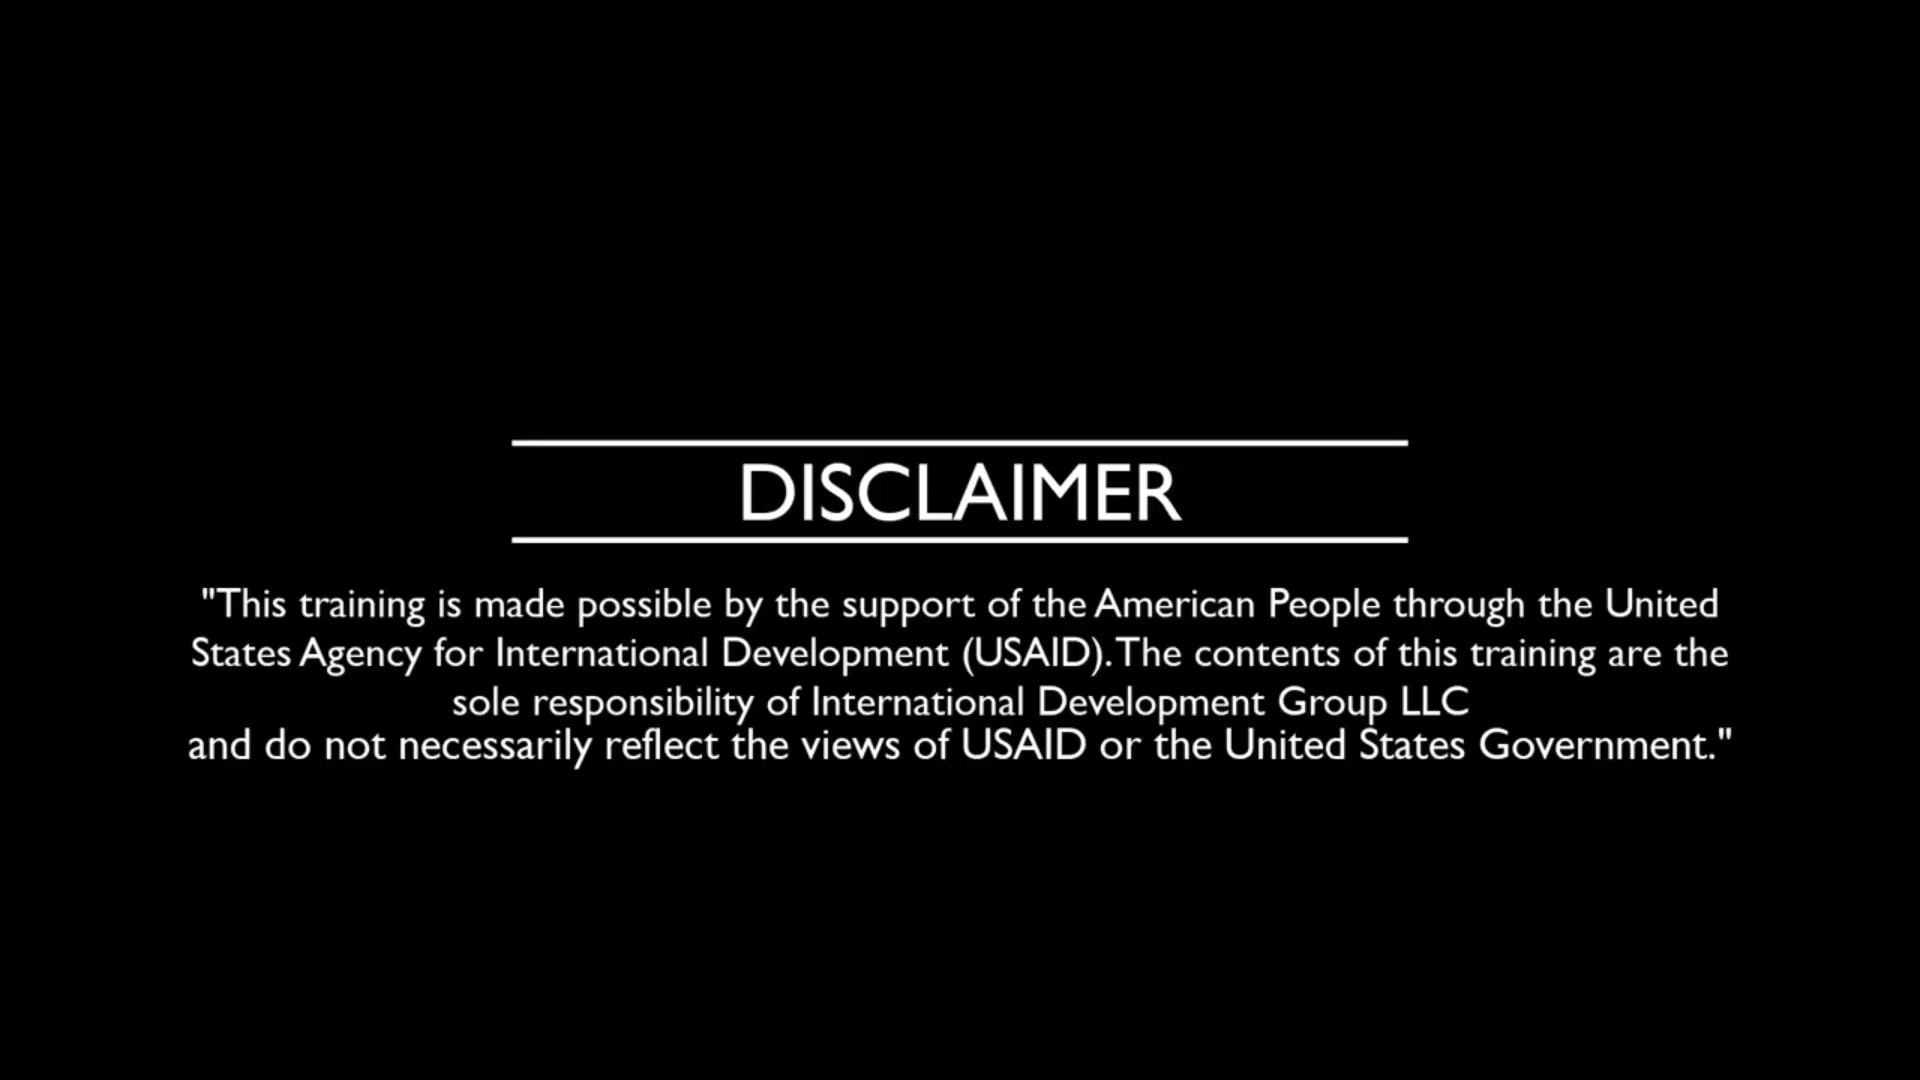 DISCLAIMER
"This training is made possible by the support of the American People through the United
States Agency for International Development (USAID). The contents of this training are the
sole responsibility of International Development Group LLC
and do not necessarily reflect the views of USAID or the United States Government."